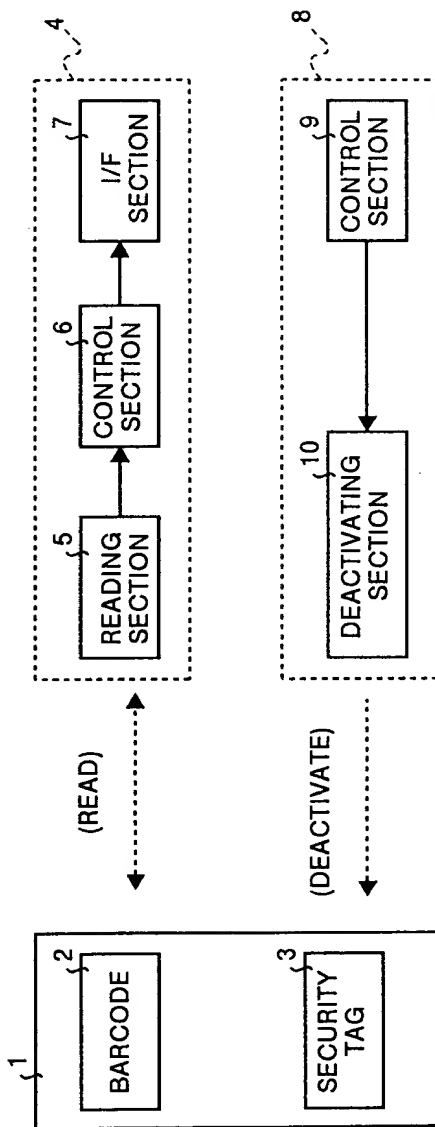 1
2
BARCODE
3
SECURITY
TAG
(READ)
(DEACTIVATE)
4
5
READING
SECTION
6
CONTROL
SECTION
7
I/F
SECTION
8
10
DEACTIVATING
SECTION
9
CONTROL
SECTION